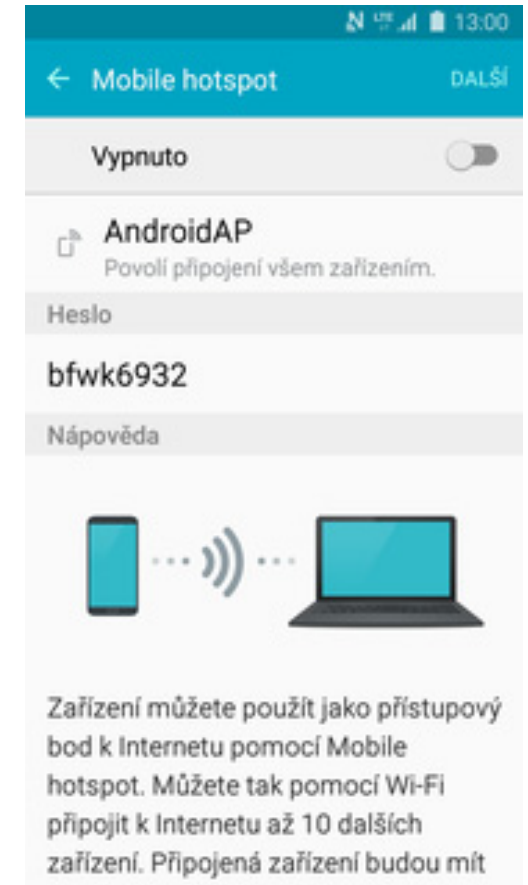 LTE 13:00
Mobile hotspot DALŠÍ
Vypnuto
AndroidAP
Povolí připojení všem zařízením.
Heslo
bfwk6932
Nápověda
Zařízení můžete použít jako přístupový
bod k Internetu pomocí Mobile
hotspot. Můžete tak pomocí Wi-Fi
připojit k Internetu až 10 dalších
zařízení. Připojená zařízení budou mít